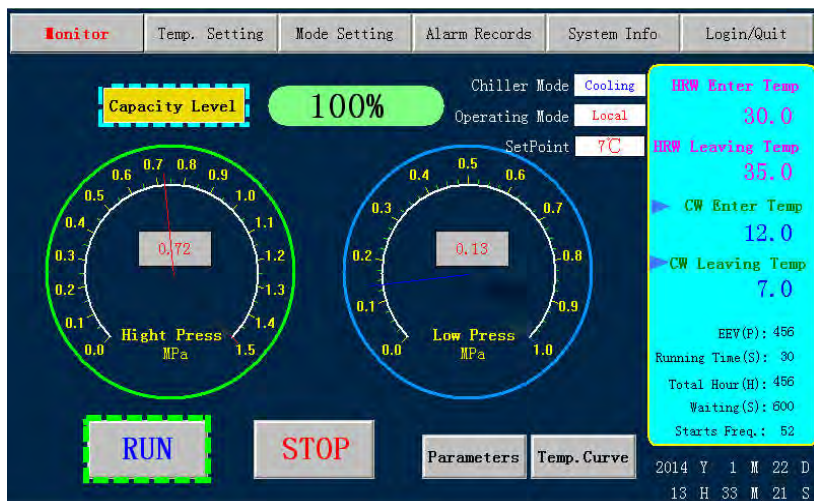 Monitor
Temp. Setting
Mode Setting
Alarm Records
System Info
Login/Quit
Capacity Level
100%
Chiller Mode Cooling
Operating Mode Local
SetPoint 7℃
0.0
0.1
0.2
0.3
0.4
0.5
0.6
0.7
0.8
0.9
1.0
1.1
1.2
1.3
1.4
1.5
0.72
Hight Press
MPa
0.0
0.1
0.2
0.3
0.4
0.5
0.6
0.7
0.8
0.9
1.0
0.13
Low Press
MPa
HRW Enter Temp
30.0
HRW Leaving Temp
35.0
CW Enter Temp
12.0
CW Leaving Temp
7.0
EEV(P): 456
Running Time(S): 30
Total Hour(H): 456
Waiting(S): 600
Starts Freq.: 52
RUN
STOP
Parameters
Temp.Curve
2014 Y 1 M 22 D
13 H 33 M 21 S